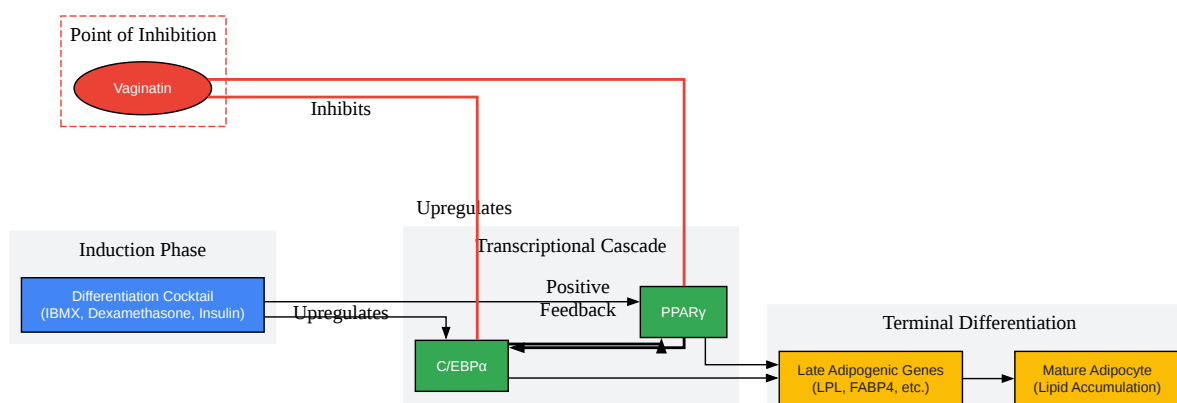 Point of Inhibition
Vaginatin
Inhibits
Upregulates
Induction Phase
Differentiation Cocktail
(IBMX, Dexamethasone, Insulin)
Upregulates
Transcriptional Cascade
Positive
Feedback
PPARγ
C/EBPα
Terminal Differentiation
Late Adipogenic Genes
(LPL, FABP4, etc.)
Mature Adipocyte
(Lipid Accumulation)